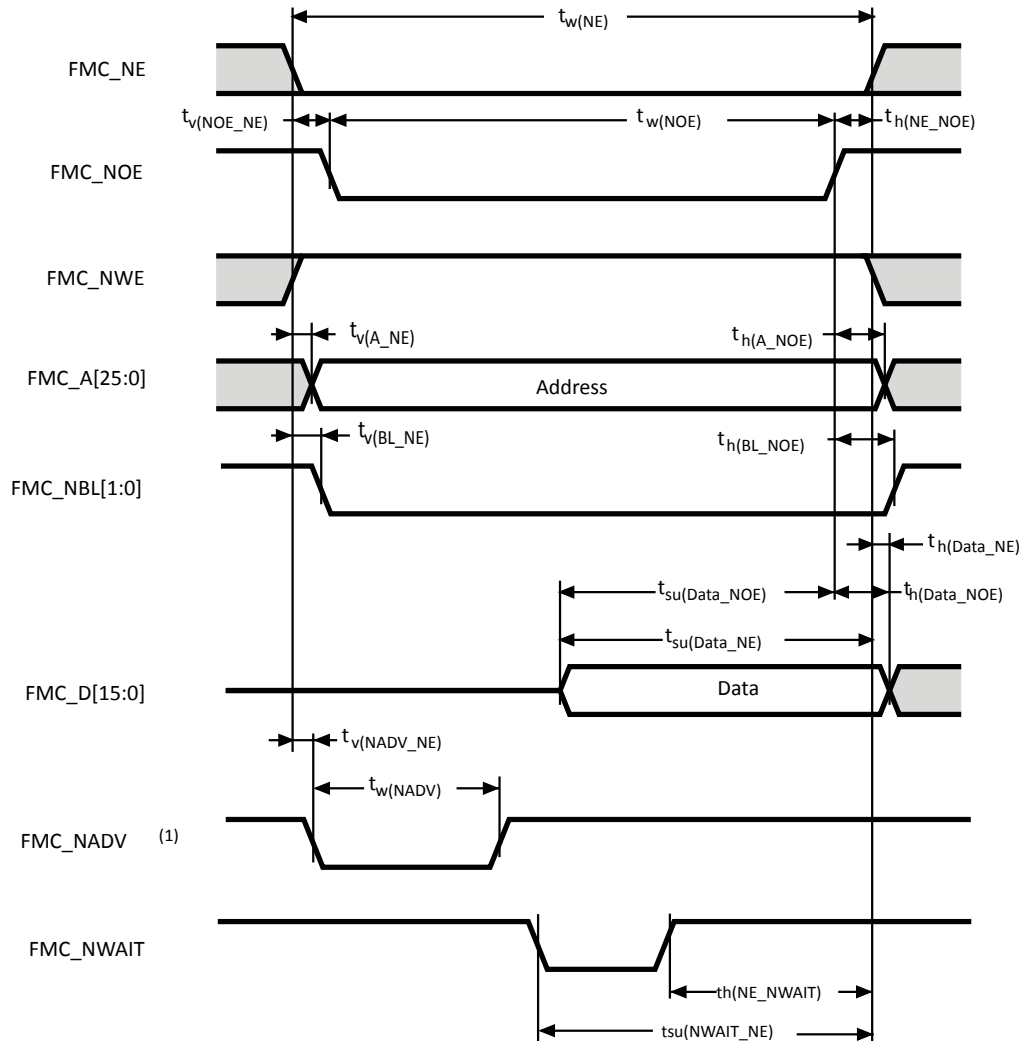 tw(NE)
FMC_NE
tv(NOE_NE)
tw(NOE)
th(NE_NOE)
FMC_NOE
FMC_NWE
tv(A_NE)
th(A_NOE)
FMC_A[25:0]
Address
tv(BL_NE)
th(BL_NOE)
FMC_NBL[1:0]
th(Data_NE)
tsu(Data_NOE)
th(Data_NOE)
tsu(Data_NE)
FMC_D[15:0]
Data
tv(NADV_NE)
tw(NADV)
FMC_NADV (1)
FMC_NWAIT
th(NE_NWAIT)
tsu(NWAIT_NE)